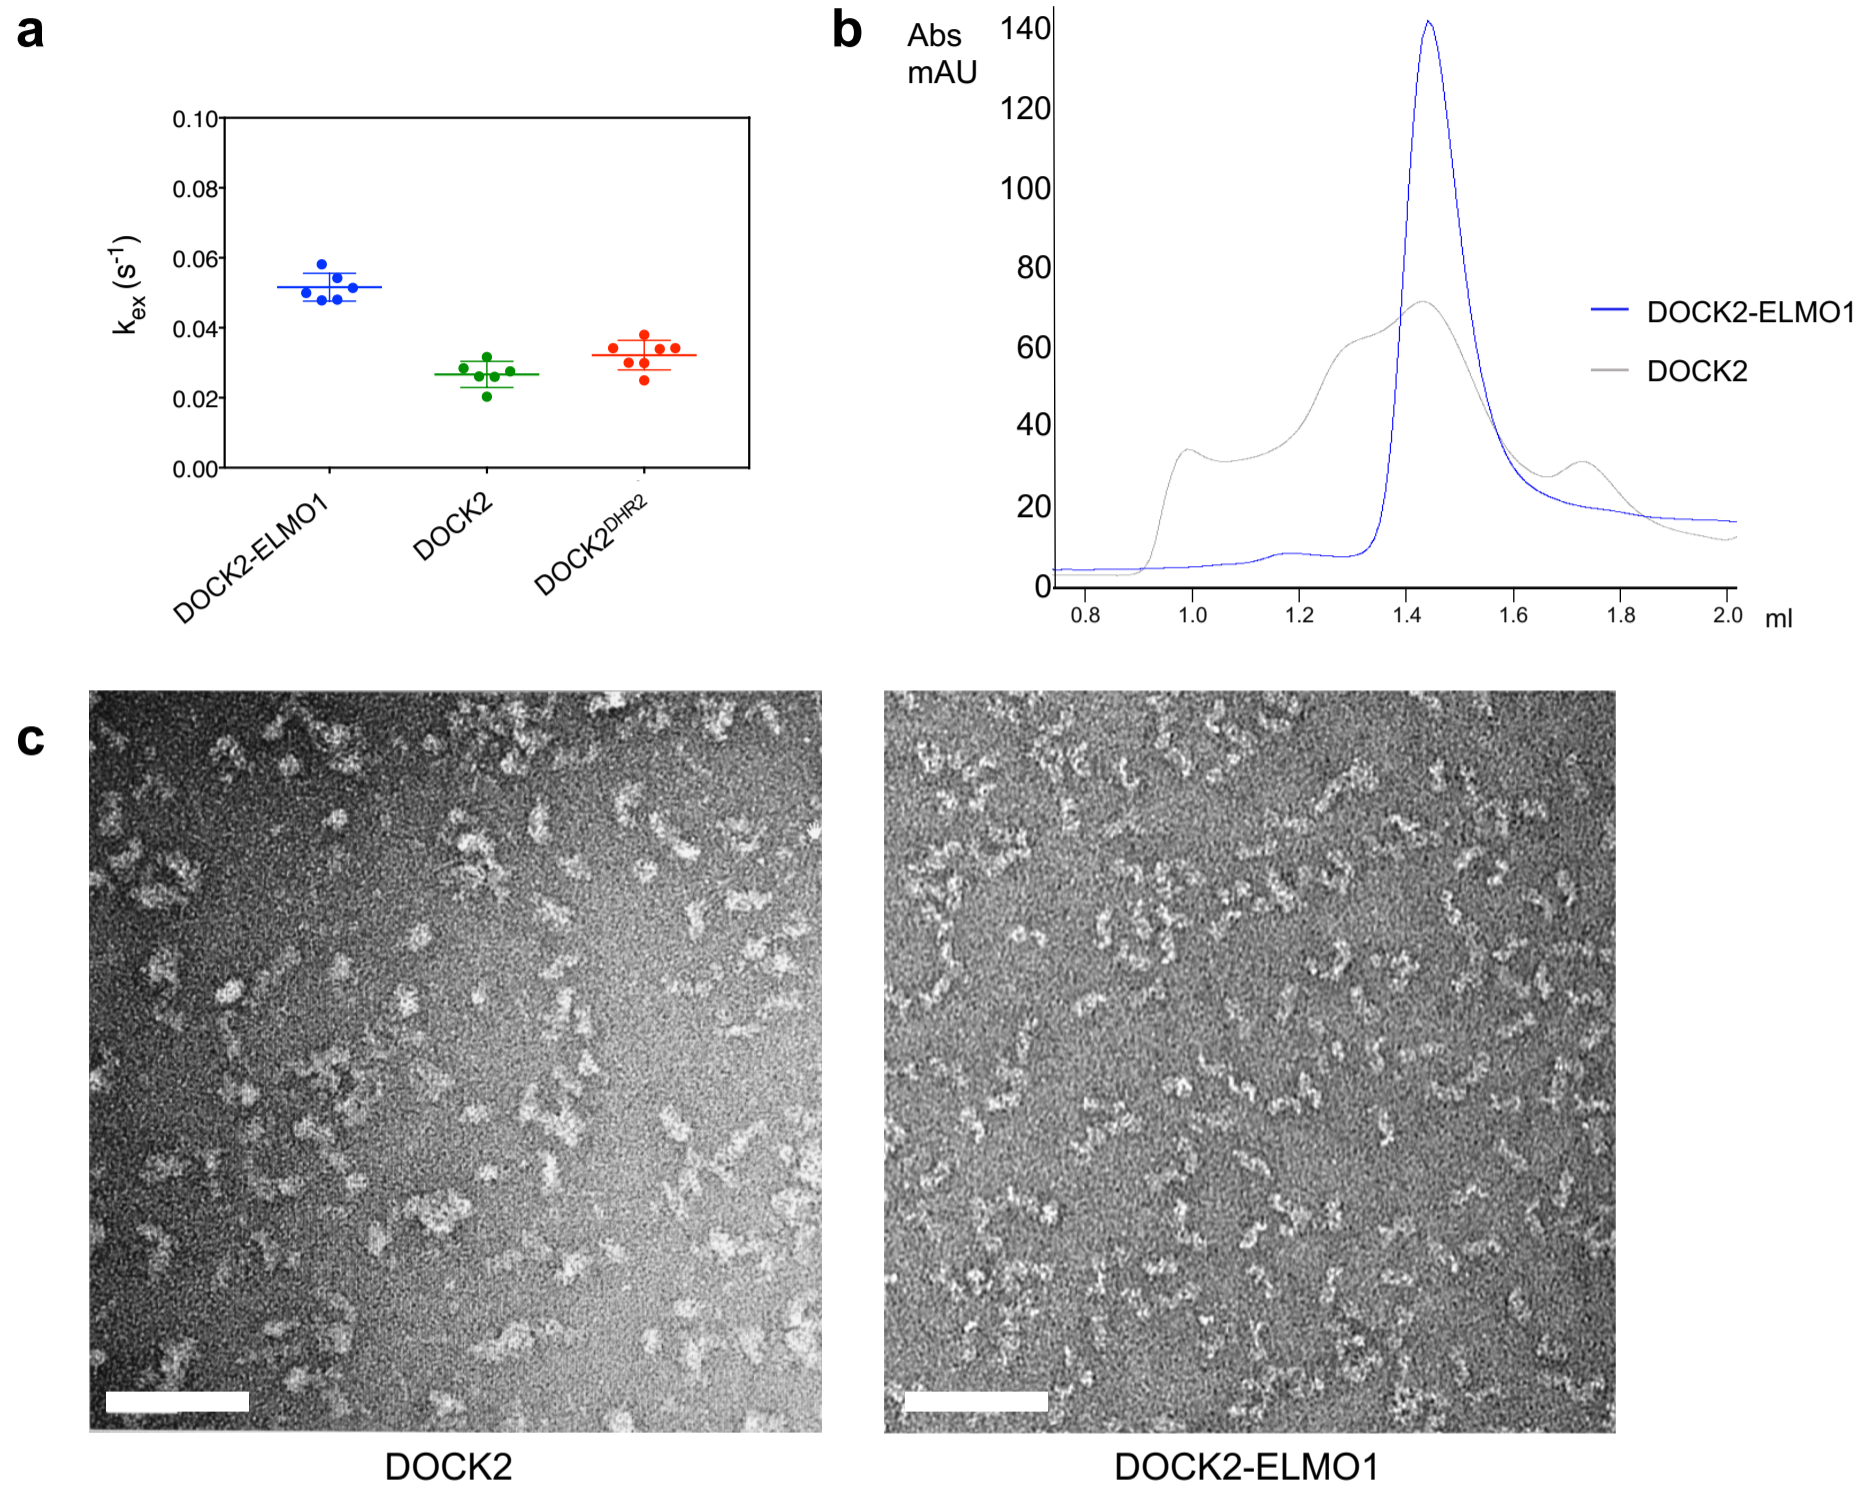 a
0.10
0.08
0.06
0.04
0.02
0.00
kex (s-1)
DOCK2-ELMO1
DOCK2
DOCK2DHR2
b
Abs
mAU
140
120
100
80
60
40
20
0
0.8 1.0 1.2 1.4 1.6 1.8 2.0 ml
DOCK2-ELMO1
DOCK2
c
DOCK2
DOCK2-ELMO1